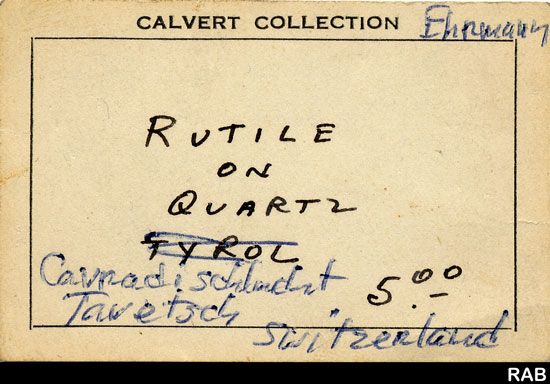 CALVERT COLLECTION Ehrmann
RUTILE
ON
QUARTZ
TYROL
Cavradischlucht 5.00
Tavetsch
Switzerland
RAB